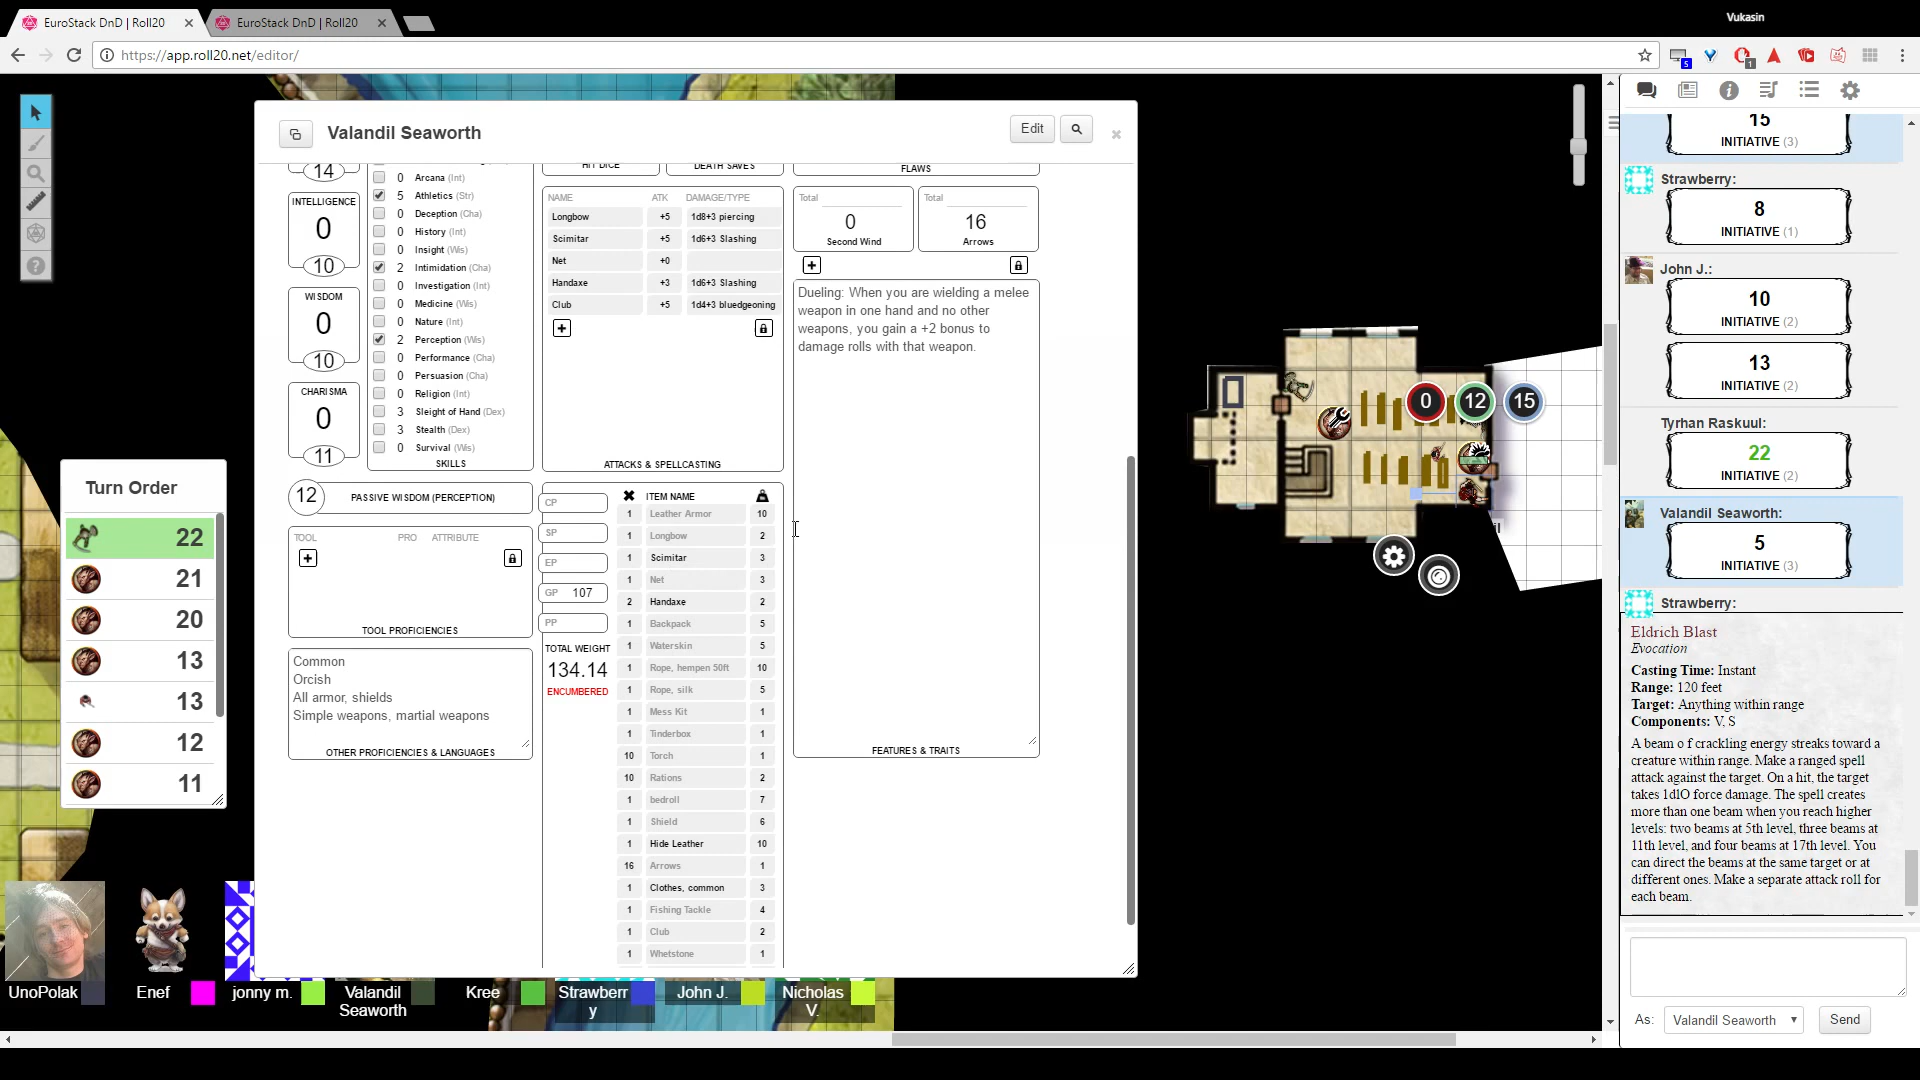 EuroStack DnD | Roll20
EuroStack DnD | Roll20
Vukasin
https://app.roll20.net/editor/
5
1
Valandil Seaworth
Edit
14
INTELLIGENCE
0
10
WISDOM
0
10
CHARISMA
0
11
0 Arcana (Int)
5 Athletics (Str)
0 Deception (Cha)
0 History (Int)
0 Insight (Wis)
2 Intimidation (Cha)
0 Investigation (Int)
0 Medicine (Wis)
0 Nature (Int)
2 Perception (Wis)
0 Performance (Cha)
0 Persuasion (Cha)
0 Religion (Int)
3 Sleight of Hand (Dex)
3 Stealth (Dex)
0 Survival (Wis)
SKILLS
HIT DICE
DEATH SAVES
FLAWS
NAME ATK DAMAGE/TYPE
Longbow +5 1d8+3 piercing
Scimitar +5 1d6+3 Slashing
Net +0
Handaxe +3 1d6+3 Slashing
Club +5 1d4+3 bluedgeoning
ATTACKS & SPELLCASTING
Total
0
Second Wind
Total
16
Arrows
Dueling: When you are wielding a melee
weapon in one hand and no other
weapons, you gain a +2 bonus to
damage rolls with that weapon.
FEATURES & TRAITS
12 PASSIVE WISDOM (PERCEPTION)
TOOL PRO ATTRIBUTE
TOOL PROFICIENCIES
Common
Orcish
All armor, shields
Simple weapons, martial weapons
OTHER PROFICIENCIES & LANGUAGES
CP
SP
EP
GP 107
PP
TOTAL WEIGHT
134.14
ENCUMBERED
ITEM NAME
1 Leather Armor 10
1 Longbow 2
1 Scimitar 3
1 Net 3
2 Handaxe 2
1 Backpack 5
1 Waterskin 5
1 Rope, hempen 50ft 10
1 Rope, silk 5
1 Mess Kit 1
1 Tinderbox 1
10 Torch 1
10 Rations 2
1 bedroll 7
1 Shield 6
1 Hide Leather 10
16 Arrows 1
1 Clothes, common 3
1 Fishing Tackle 4
1 Club 2
1 Whetstone 1
Turn Order
22
21
20
13
13
12
11
0
12
15
UnoPolak
Enef
jonny m.
Valandil
Seaworth
Kree
Strawberr
y
John J.
Nicholas
V.
15
INITIATIVE (3)
Strawberry:
8
INITIATIVE (1)
John J.:
10
INITIATIVE (2)
13
INITIATIVE (2)
Tyrhan Raskuul:
22
INITIATIVE (2)
Valandil Seaworth:
5
INITIATIVE (3)
Strawberry:
Eldrich Blast
Evocation
Casting Time: Instant
Range: 120 feet
Target: Anything within range
Components: V, S
A beam o f crackling energy streaks toward a
creature within range. Make a ranged spell
attack against the target. On a hit, the target
takes 1dlO force damage. The spell creates
more than one beam when you reach higher
levels: two beams at 5th level, three beams at
11th level, and four beams at 17th level. You
can direct the beams at the same target or at
different ones. Make a separate attack roll for
each beam.
As: Valandil Seaworth
Send